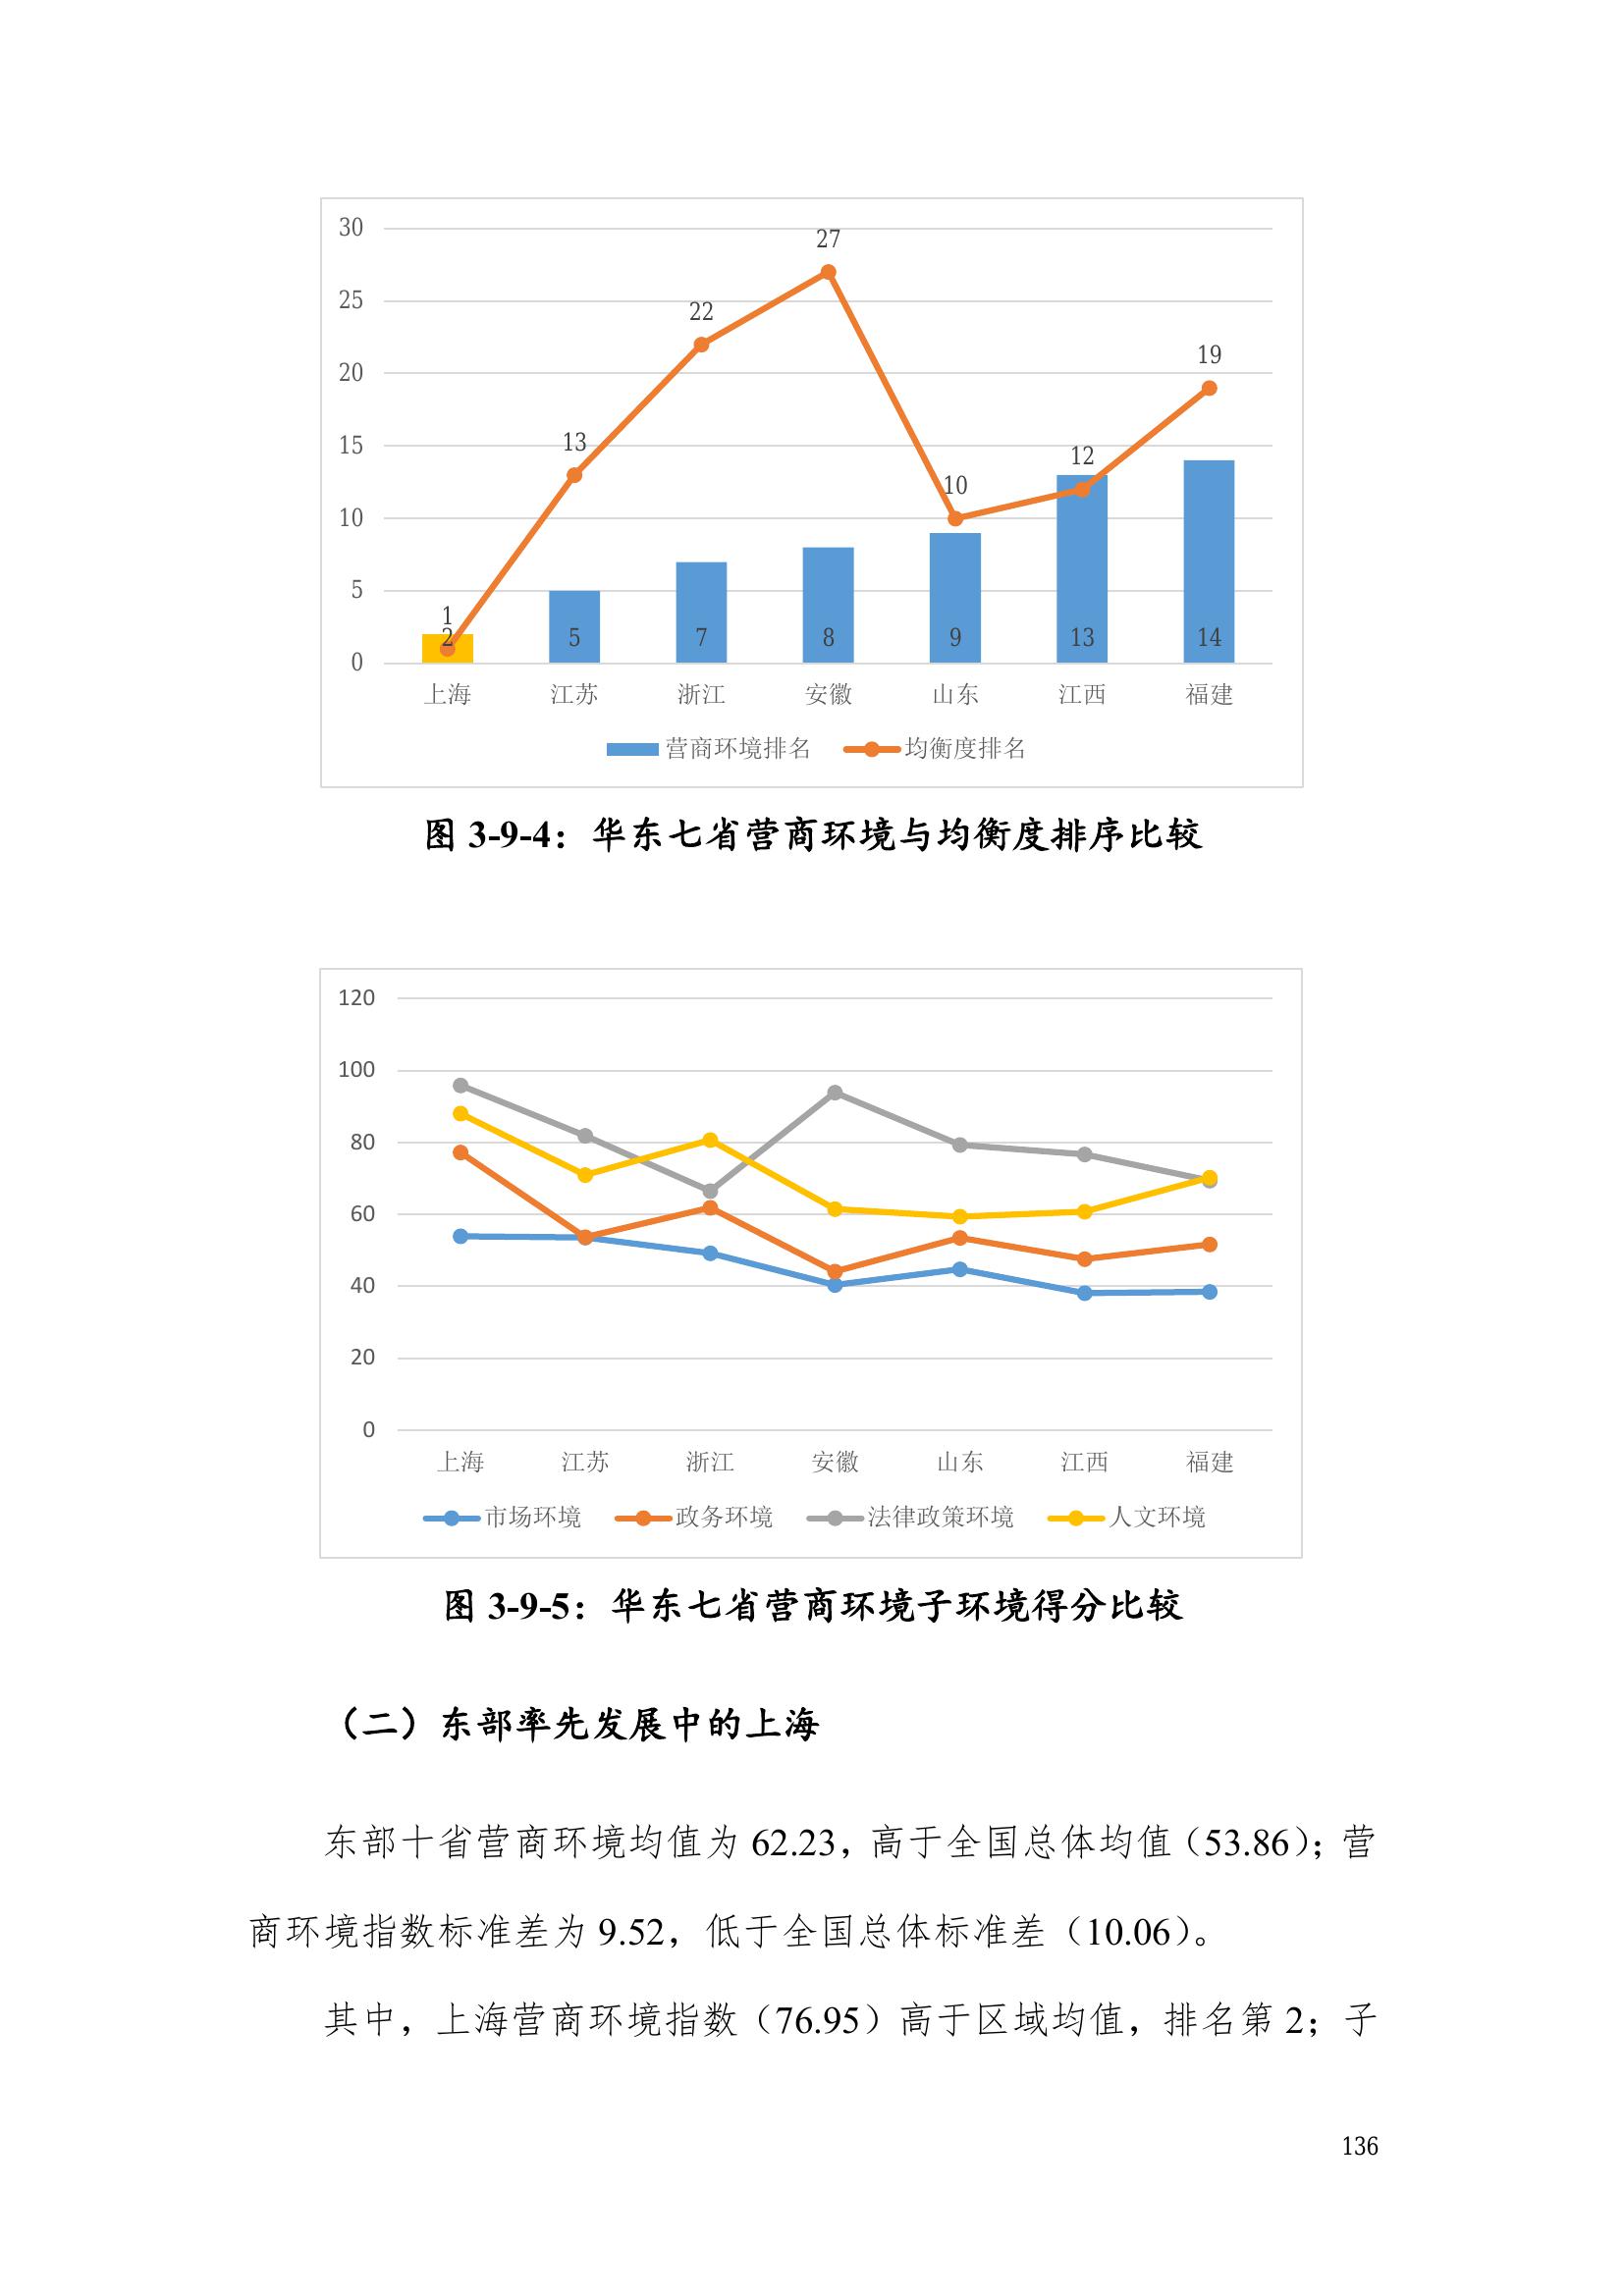 30
25
20
15
10
5
0
27
22
19
13
12
10
1
2
5
7
8
9
13
14
上海 江苏 浙江 安徽 山东 江西 福建
营商环境排名 均衡度排名
图 3-9-4：华东七省营商环境与均衡度排序比较
120
100
80
60
40
20
0
上海 江苏 浙江 安徽 山东 江西 福建
市场环境 政务环境 法律政策环境 人文环境
图 3-9-5：华东七省营商环境子环境得分比较
（二）东部率先发展中的上海
东部十省营商环境均值为 62.23，高于全国总体均值（53.86）；营
商环境指数标准差为 9.52，低于全国总体标准差（10.06）。
其中，上海营商环境指数（76.95）高于区域均值，排名第 2；子
136